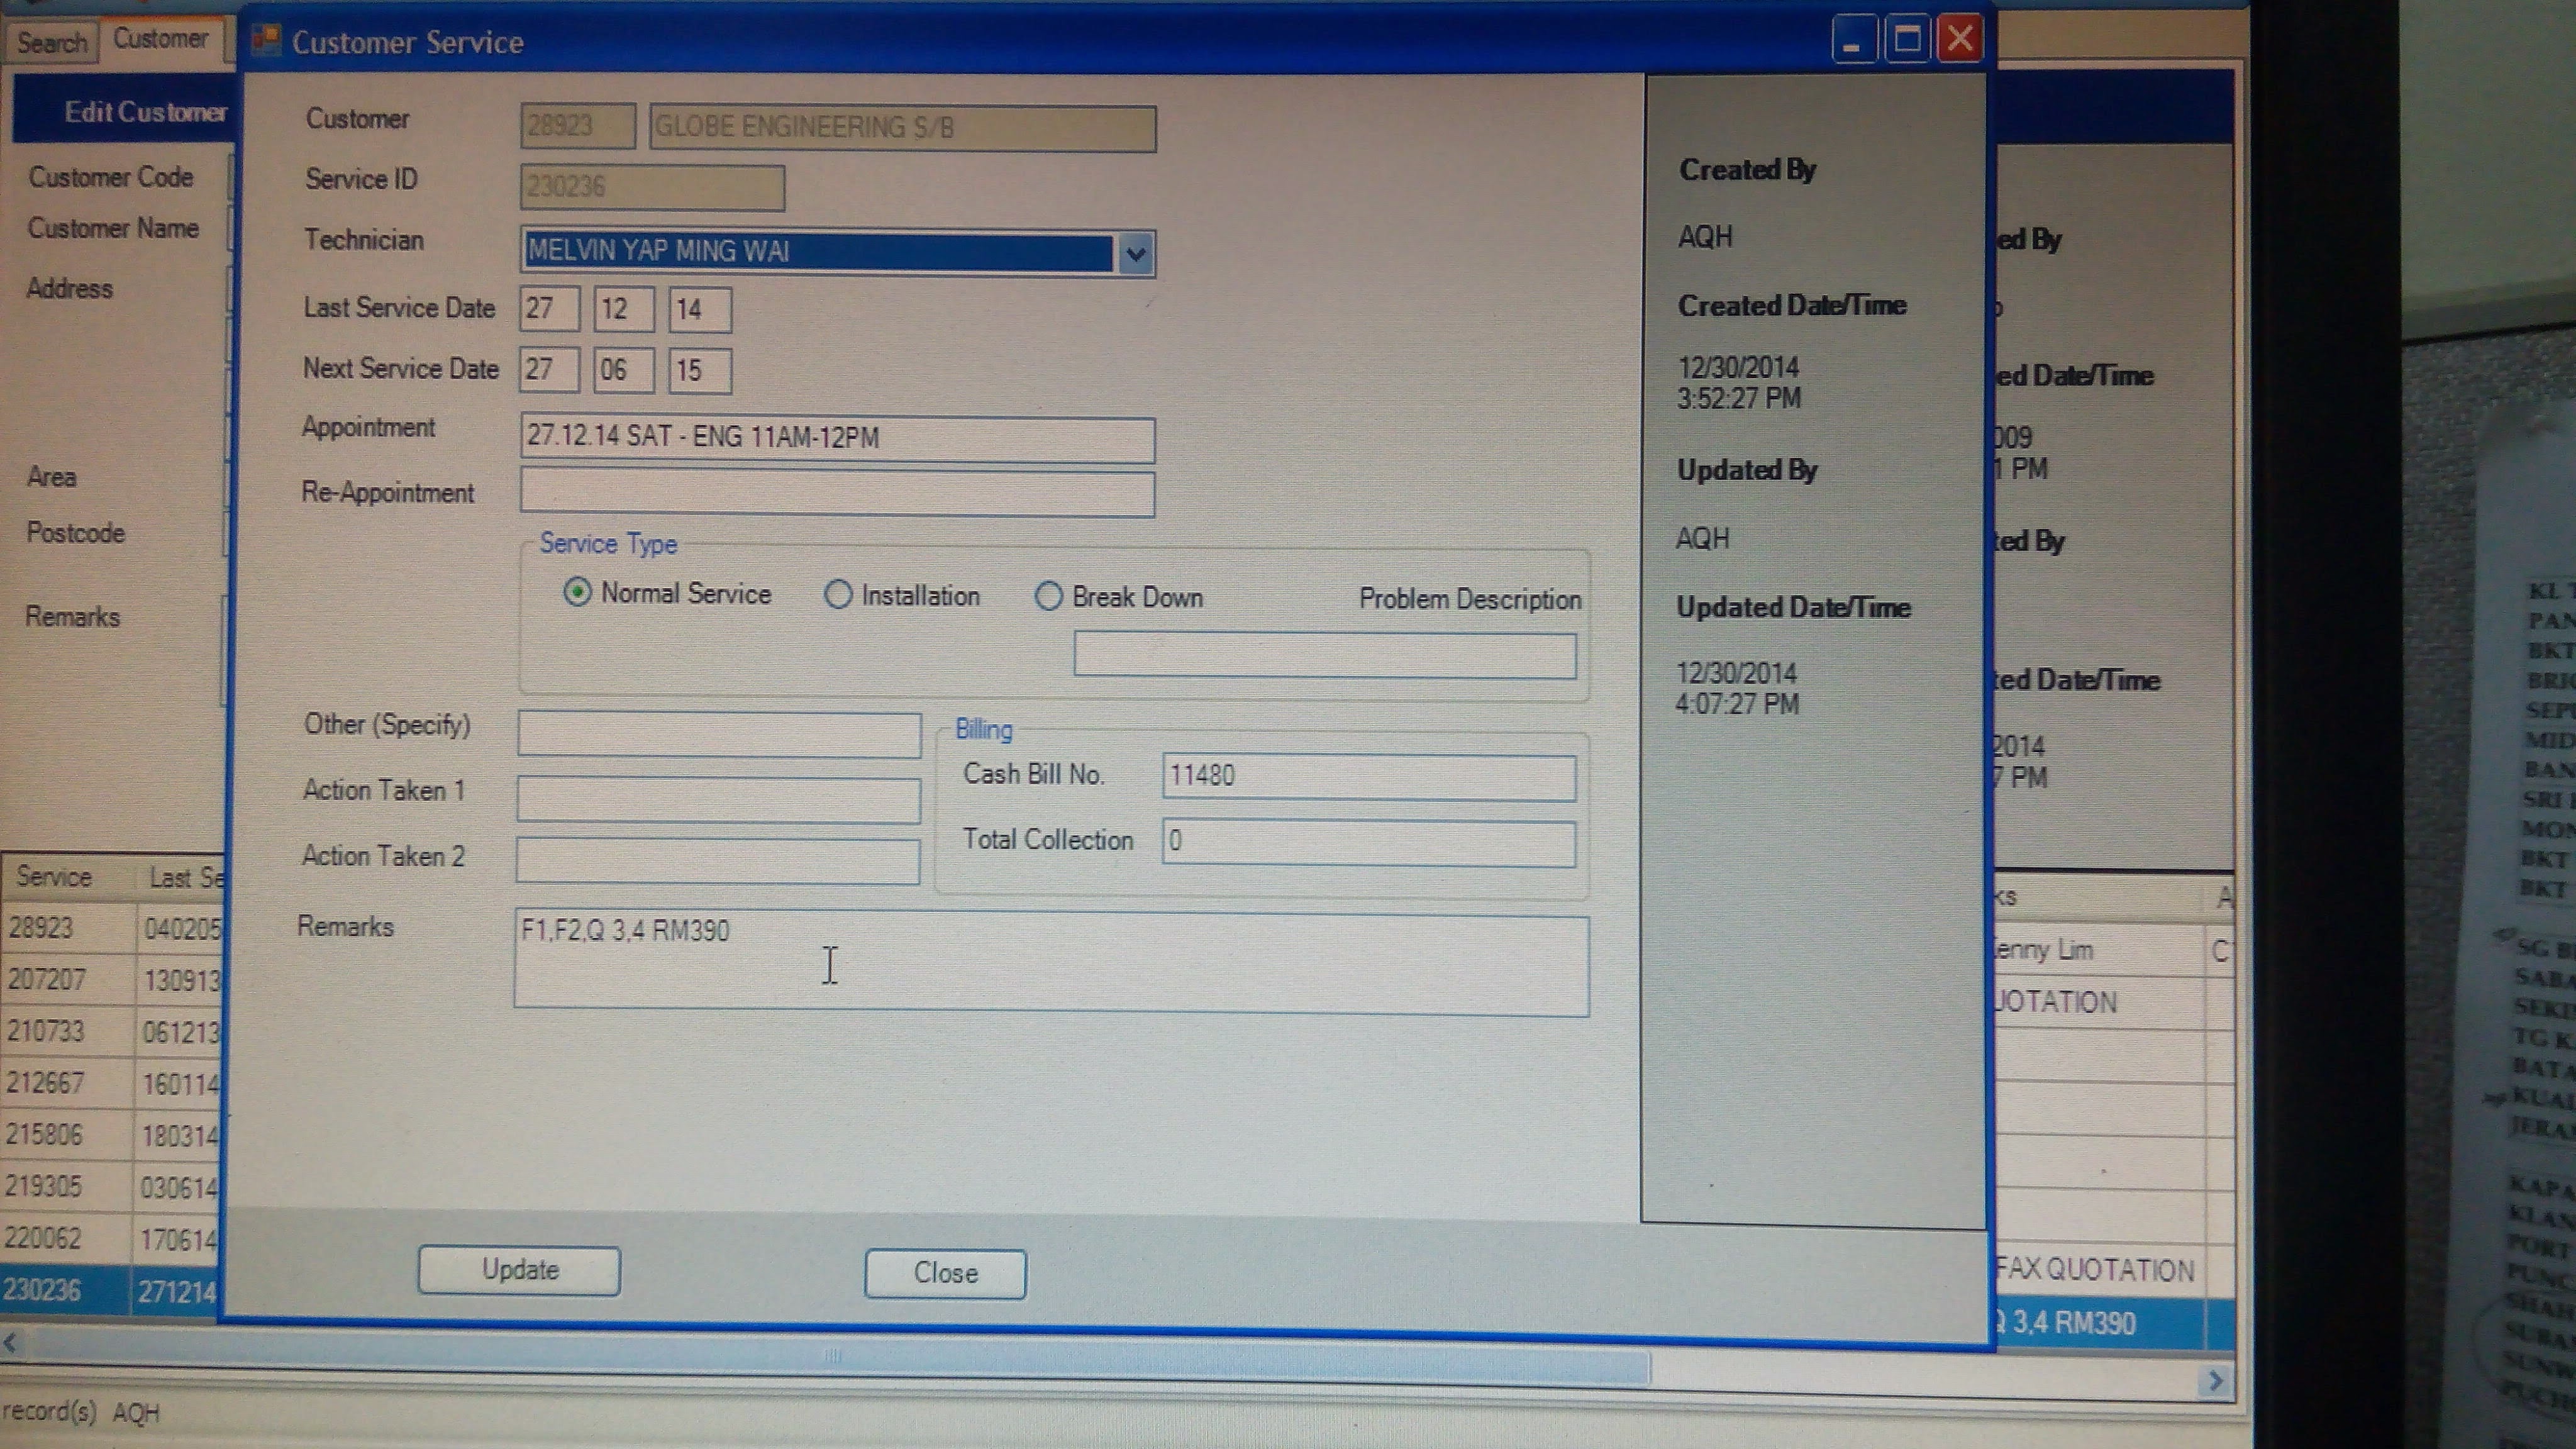 Search Customer
Customer Service
Edit Customer
Customer Code
Customer Name
Address
Area
Postcode
Remarks
Customer 28923 GLOBE ENGINEERING S/B
Service ID 230236
Technician MELVIN YAP MING WAI
Last Service Date 27 12 14
Next Service Date 27 06 15
Appointment 27.12.14 SAT - ENG 11AM-12PM
Re-Appointment
Service Type
Normal Service Installation Break Down Problem Description
Other (Specify)
Action Taken 1
Action Taken 2
Billing
Cash Bill No. 11480
Total Collection 0
Remarks F1,F2,Q 3,4 RM390
Update Close
Created By
AQH
Created Date/Time
12/30/2014
3:52:27 PM
Updated By
AQH
Updated Date/Time
12/30/2014
4:07:27 PM
ed By
ed Date/Time
009
1 PM
ted By
ted Date/Time
2014
7 PM
Service Last Se
28923 040205
207207 130913
210733 061213
212667 160114
215806 180314
219305 030614
220062 170614
230236 271214
ks A
enny Lim C
UOTATION
FAX QUOTATION
3,4 RM390
record(s) AQH
KL T
PAN
BKT
BRIC
SEPU
MID
BAN
SRI
MON
BKT
BKT
SG B
SABA
SEKI
TG K
BATA
KUAL
JERA
KAPA
KLAN
PORT
PUNC
SHAH
SUBA
SUNW
PUCH